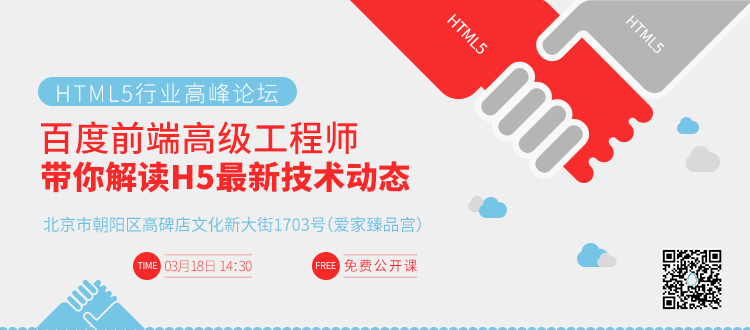 HTML5
HTML5
HTML5行业高峰论坛
百度前端高级工程师
带你解读H5最新技术动态
北京市朝阳区高碑店文化新大街1703号(爱家臻品宫)
TIME 03月18日 14:30
FREE 免费公开课